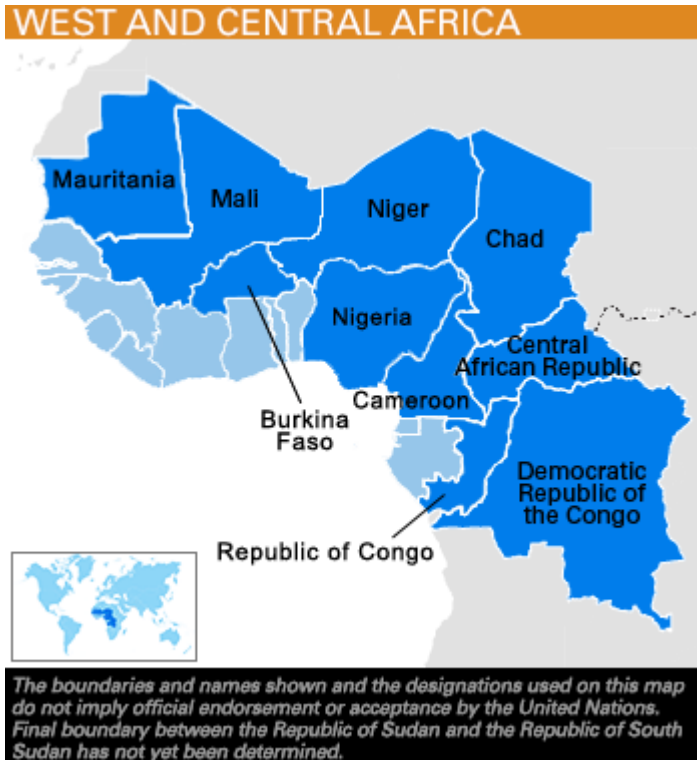 WEST AND CENTRAL AFRICA
Mauritania
Mali
Niger
Chad
Nigeria
Central
African Republic
Cameroon
Burkina
Faso
Democratic
Republic of
the Congo
Republic of Congo
The boundaries and names shown and the designations used on this map
do not imply official endorsement or acceptance by the United Nations.
Final boundary between the Republic of Sudan and the Republic of South
Sudan has not yet been determined.